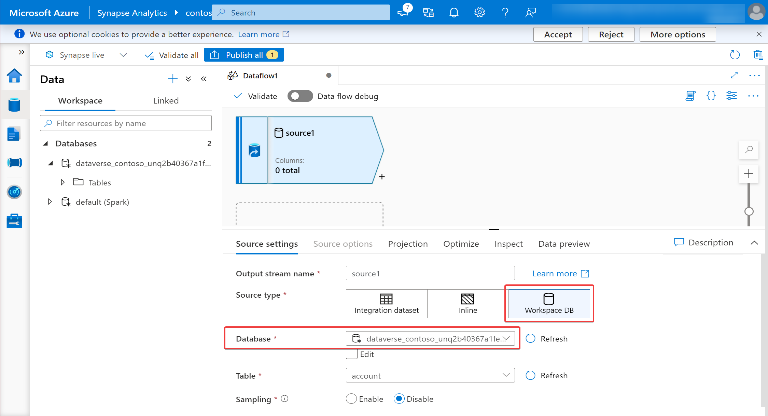 Microsoft Azure Synapse Analytics contos Search 7
We use optional cookies to provide a better experience. Learn more Accept Reject More options
Synapse live Validate all Publish all 1
Data
Workspace Linked
Filter resources by name
Databases 2
dataverse_contoso_unq2b40367a1f...
Tables
default (Spark)
Dataflow1
Validate Data flow debug
source1
Columns:
0 total
Source settings Source options Projection Optimize Inspect Data preview Description
Output stream name * source1 Learn more
Source type * Integration dataset Inline Workspace DB
Database * dataverse_contoso_unq2b40367a1fe Refresh
Edit
Table * account Refresh
Sampling * Enable Disable